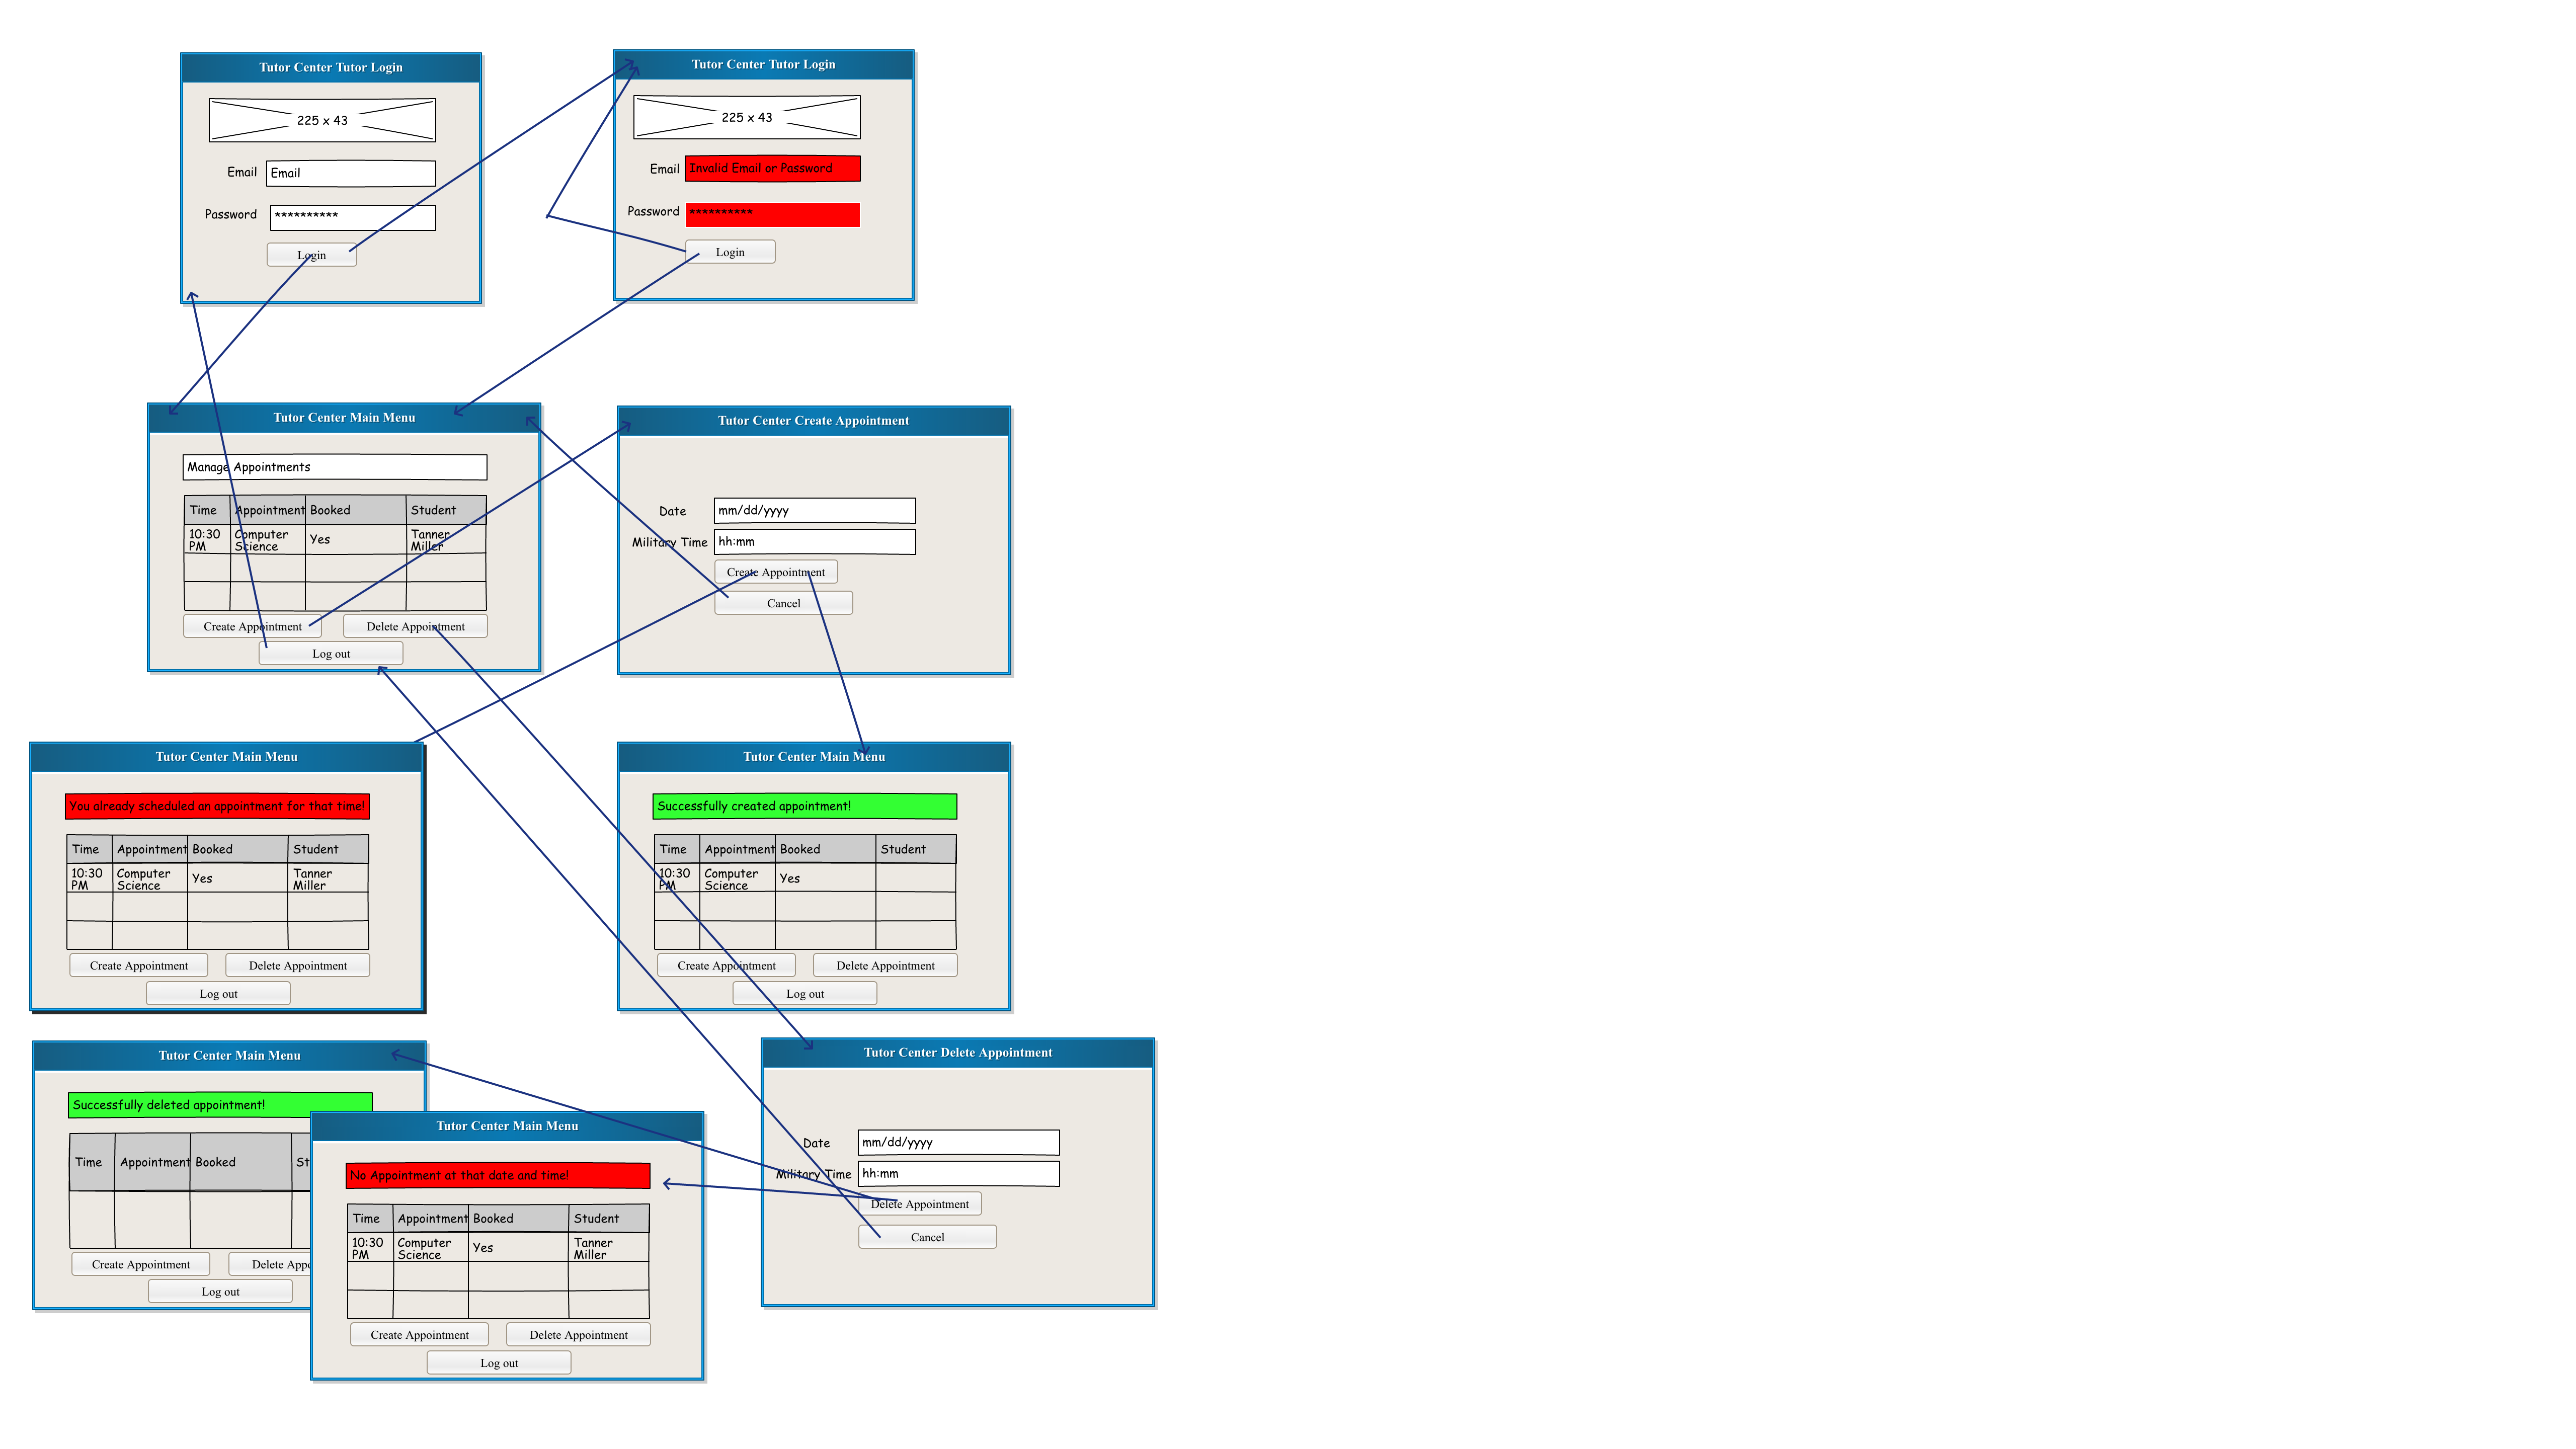 Tutor Center Tutor Login
225 x 43
Email Email
Password **********
Login
Tutor Center Tutor Login
225 x 43
Email Invalid Email or Password
Password **********
Login
Tutor Center Main Menu
Manage Appointments
Time Appointment Booked Student
10:30 Computer Yes Tanner
PM Science Miller
Create Appointment Delete Appointment
Log out
Tutor Center Create Appointment
Date mm/dd/yyyy
Military Time hh:mm
Create Appointment
Cancel
Tutor Center Main Menu
You already scheduled an appointment for that time!
Time Appointment Booked Student
10:30 Computer Yes Tanner
PM Science Miller
Create Appointment Delete Appointment
Log out
Tutor Center Main Menu
Successfully created appointment!
Time Appointment Booked Student
10:30 Computer Yes
PM Science
Create Appointment Delete Appointment
Log out
Tutor Center Main Menu
Successfully deleted appointment!
Time Appointment Booked St
Create Appointment Delete Appo
Log out
Tutor Center Main Menu
No Appointment at that date and time!
Time Appointment Booked Student
10:30 Computer Yes Tanner
PM Science Miller
Create Appointment Delete Appointment
Log out
Tutor Center Delete Appointment
Date mm/dd/yyyy
Military Time hh:mm
Delete Appointment
Cancel